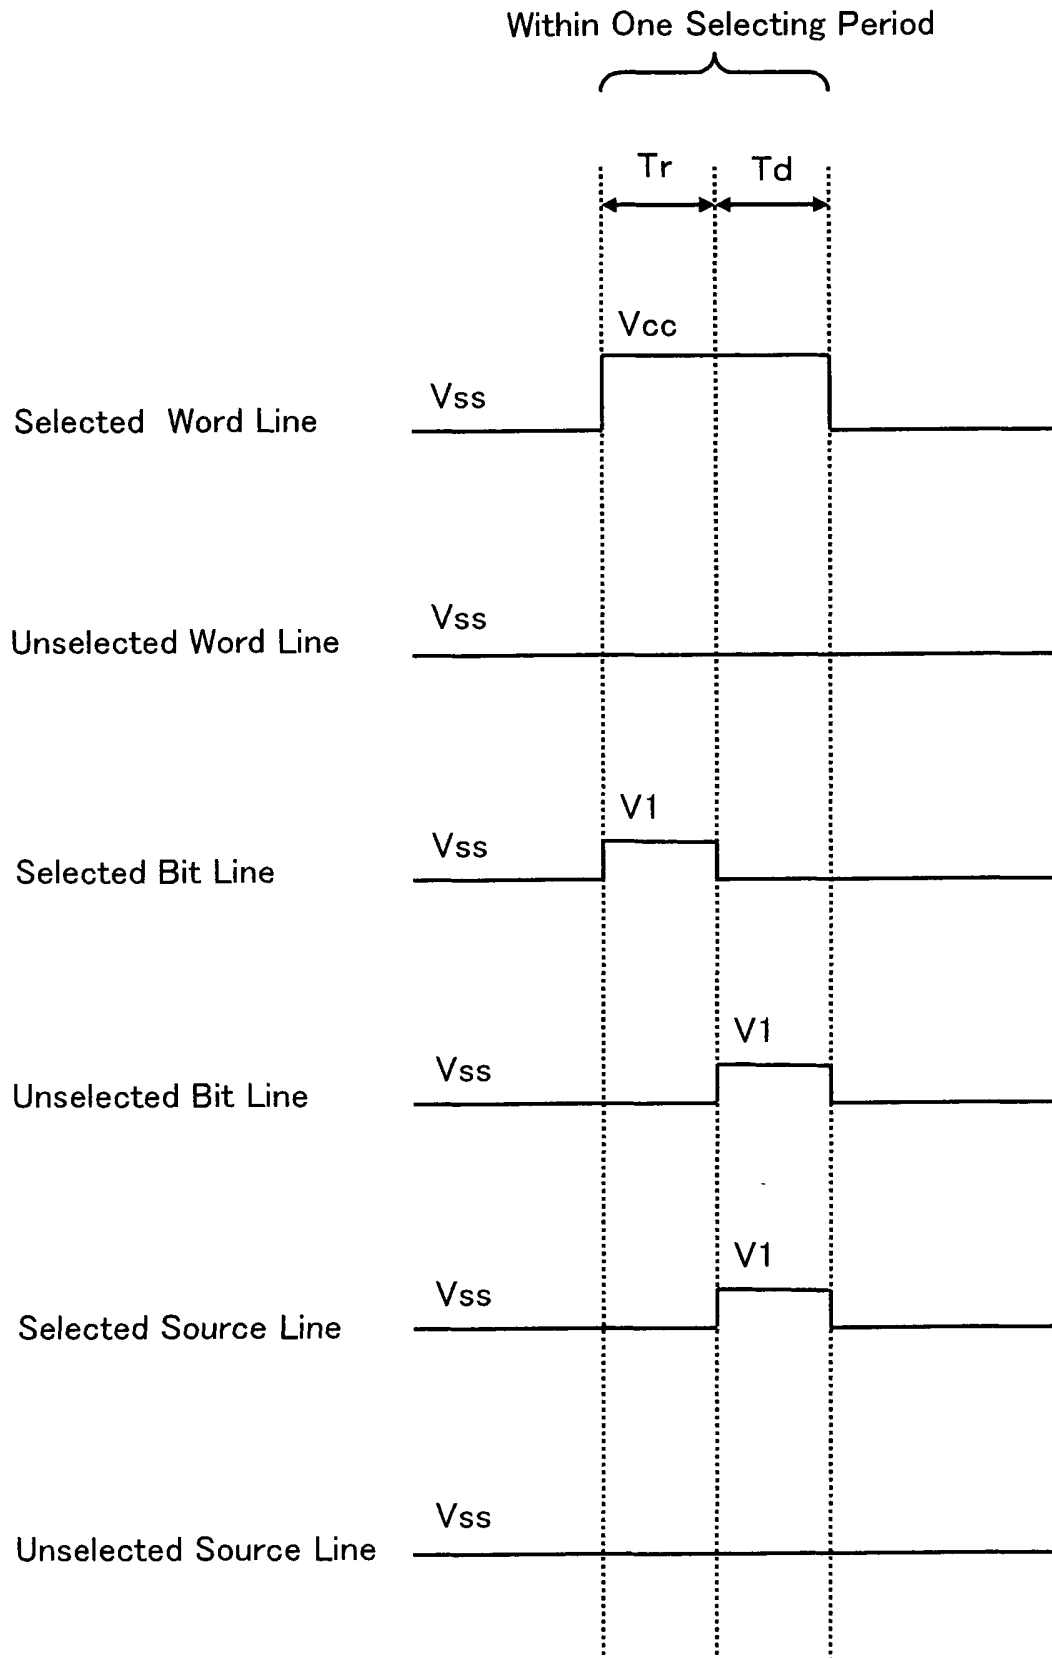 Within One Selecting Period
Tr
Td
Vcc
Vss
Selected Word Line
Vss
Unselected Word Line
V1
Vss
Selected Bit Line
V1
Vss
Unselected Bit Line
V1
Vss
Selected Source Line
Vss
Unselected Source Line